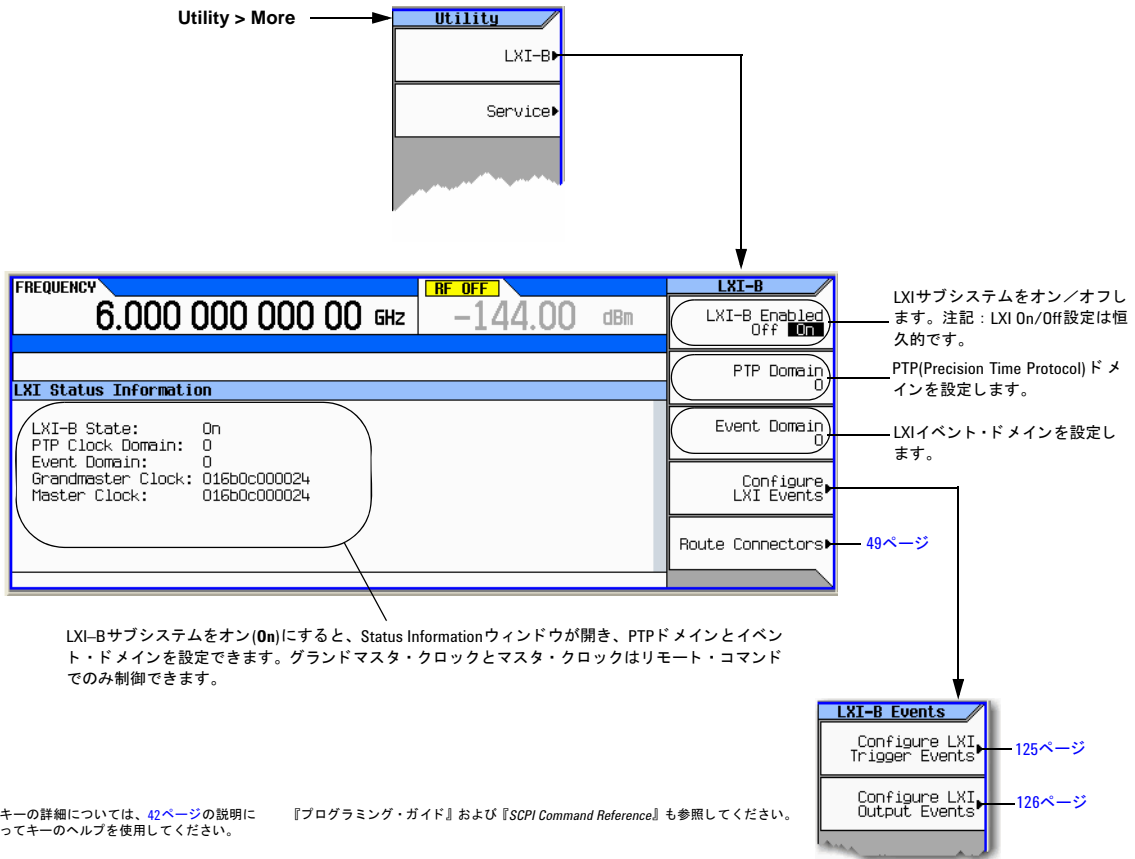 Utility > More
Utility
LXI-B
Service
FREQUENCY
6.000 000 000 00 GHz
RF OFF
-144.00 dBm
LXI Status Information
LXI-B State: On
PTP Clock Domain: 0
Event Domain: 0
Grandmaster Clock: 016b0c000024
Master Clock: 016b0c000024
LXI-B
LXI-B Enabled
Off On
PTP Domain
0
Event Domain
0
Configure
LXI Events
Route Connectors
LXIサブシステムをオン／オフし
ます。注記：LXI On/Off設定は恒
久的です。
PTP(Precision Time Protocol)ドメ
インを設定します。
LXIイベント・ドメインを設定し
ます。
49ページ
LXI–Bサブシステムをオン(On)にすると、Status Informationウィンドウが開き、PTPドメインとイベン
ト・ドメインを設定できます。グランドマスタ・クロックとマスタ・クロックはリモート・コマンド
でのみ制御できます。
LXI-B Events
Configure LXI
Trigger Events
125ページ
Configure LXI
Output Events
126ページ
キーの詳細については、42ページの説明に
ってキーのヘルプを使用してください。
『プログラミング・ガイド』および『SCPI Command Reference』も参照してください。